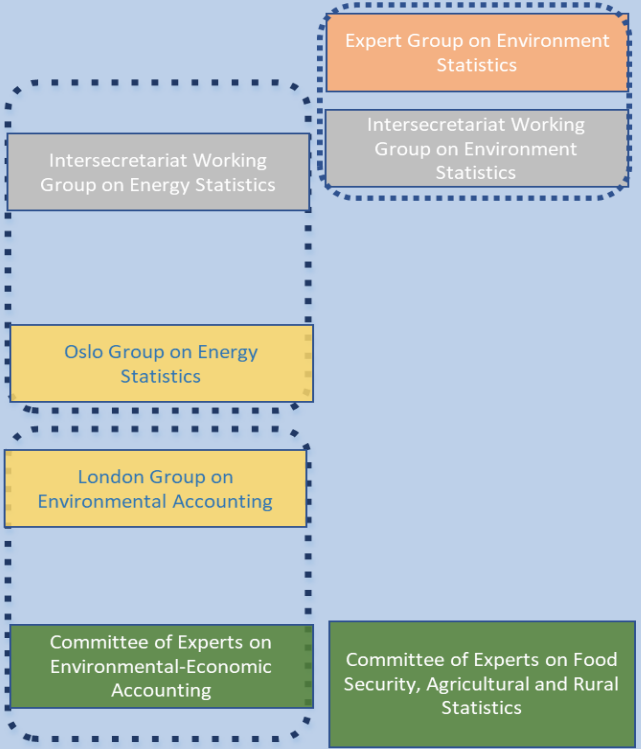 Expert Group on Environment
Statistics
Intersecretariat Working
Group on Environment
Statistics
Intersecretariat Working
Group on Energy Statistics
Oslo Group on Energy
Statistics
London Group on
Environmental Accounting
Committee of Experts on
Environmental-Economic
Accounting
Committee of Experts on Food
Security, Agricultural and Rural
Statistics